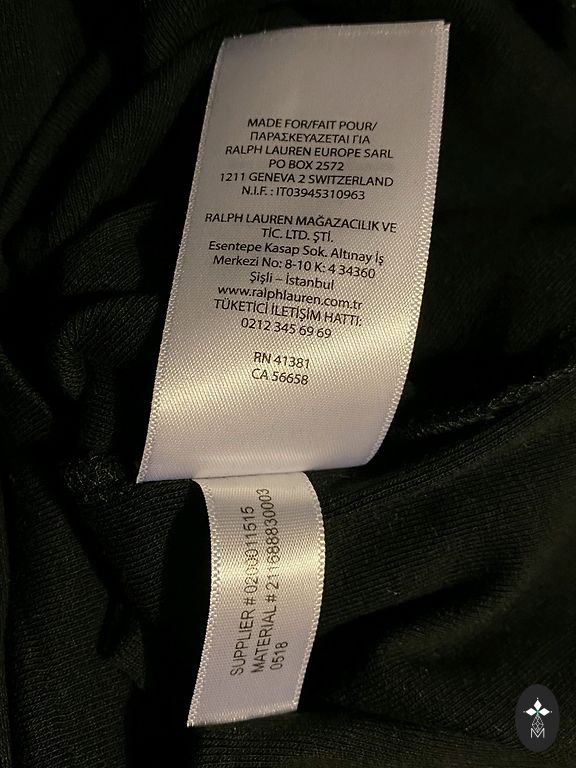 MADE FOR/FAIT POUR/
ΠΑΡΑΣΚΕΥΑΖΕΤΑΙ ΓΙΑ
RALPH LAUREN EUROPE SARL
PO BOX 2572
1211 GENEVA 2 SWITZERLAND
N.I.F. : IT03945310963
RALPH LAUREN MAĞAZACILIK VE
TİC. LTD. ŞTİ.
Esentepe Kasap Sok. Altınay İş
Merkezi No: 8-10 K: 4 34360
Şişli – İstanbul
www.ralphlauren.com.tr
TÜKETİCİ İLETİŞİM HATTI:
0212 345 69 69
RN 41381
CA 56658
SUPPLIER # 0200011515
MATERIAL # 211688830003
0518
M